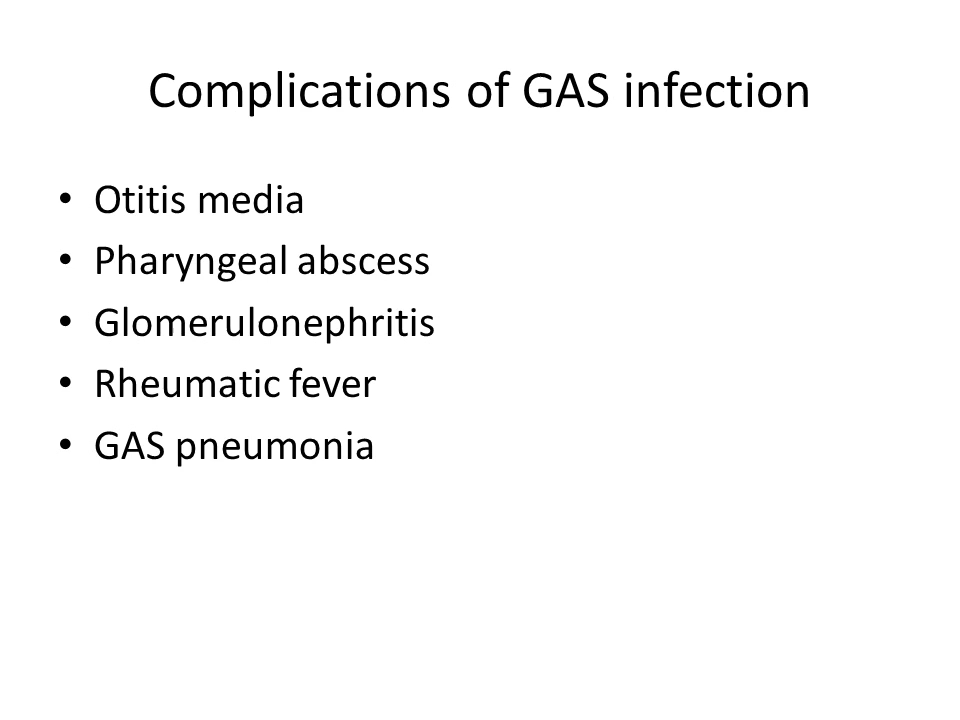 Complications of GAS infection
• Otitis media
• Pharyngeal abscess
• Glomerulonephritis
• Rheumatic fever
• GAS pneumonia